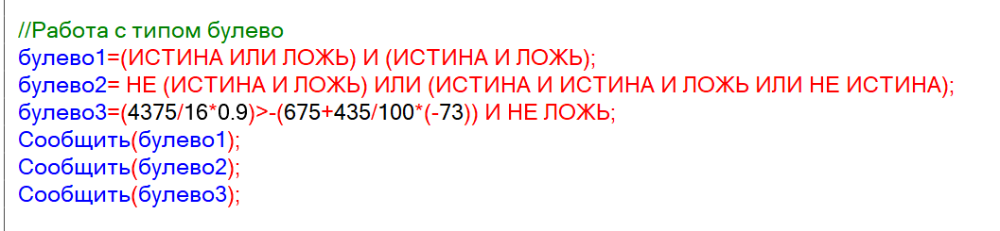 //Работа с типом булево
булево1=(ИСТИНА ИЛИ ЛОЖЬ) И (ИСТИНА И ЛОЖЬ);
булево2= НЕ (ИСТИНА И ЛОЖЬ) ИЛИ (ИСТИНА И ИСТИНА И ЛОЖЬ ИЛИ НЕ ИСТИНА);
булево3=(4375/16*0.9)>-(675+435/100*(-73)) И НЕ ЛОЖЬ;
Сообщить(булево1);
Сообщить(булево2);
Сообщить(булево3);